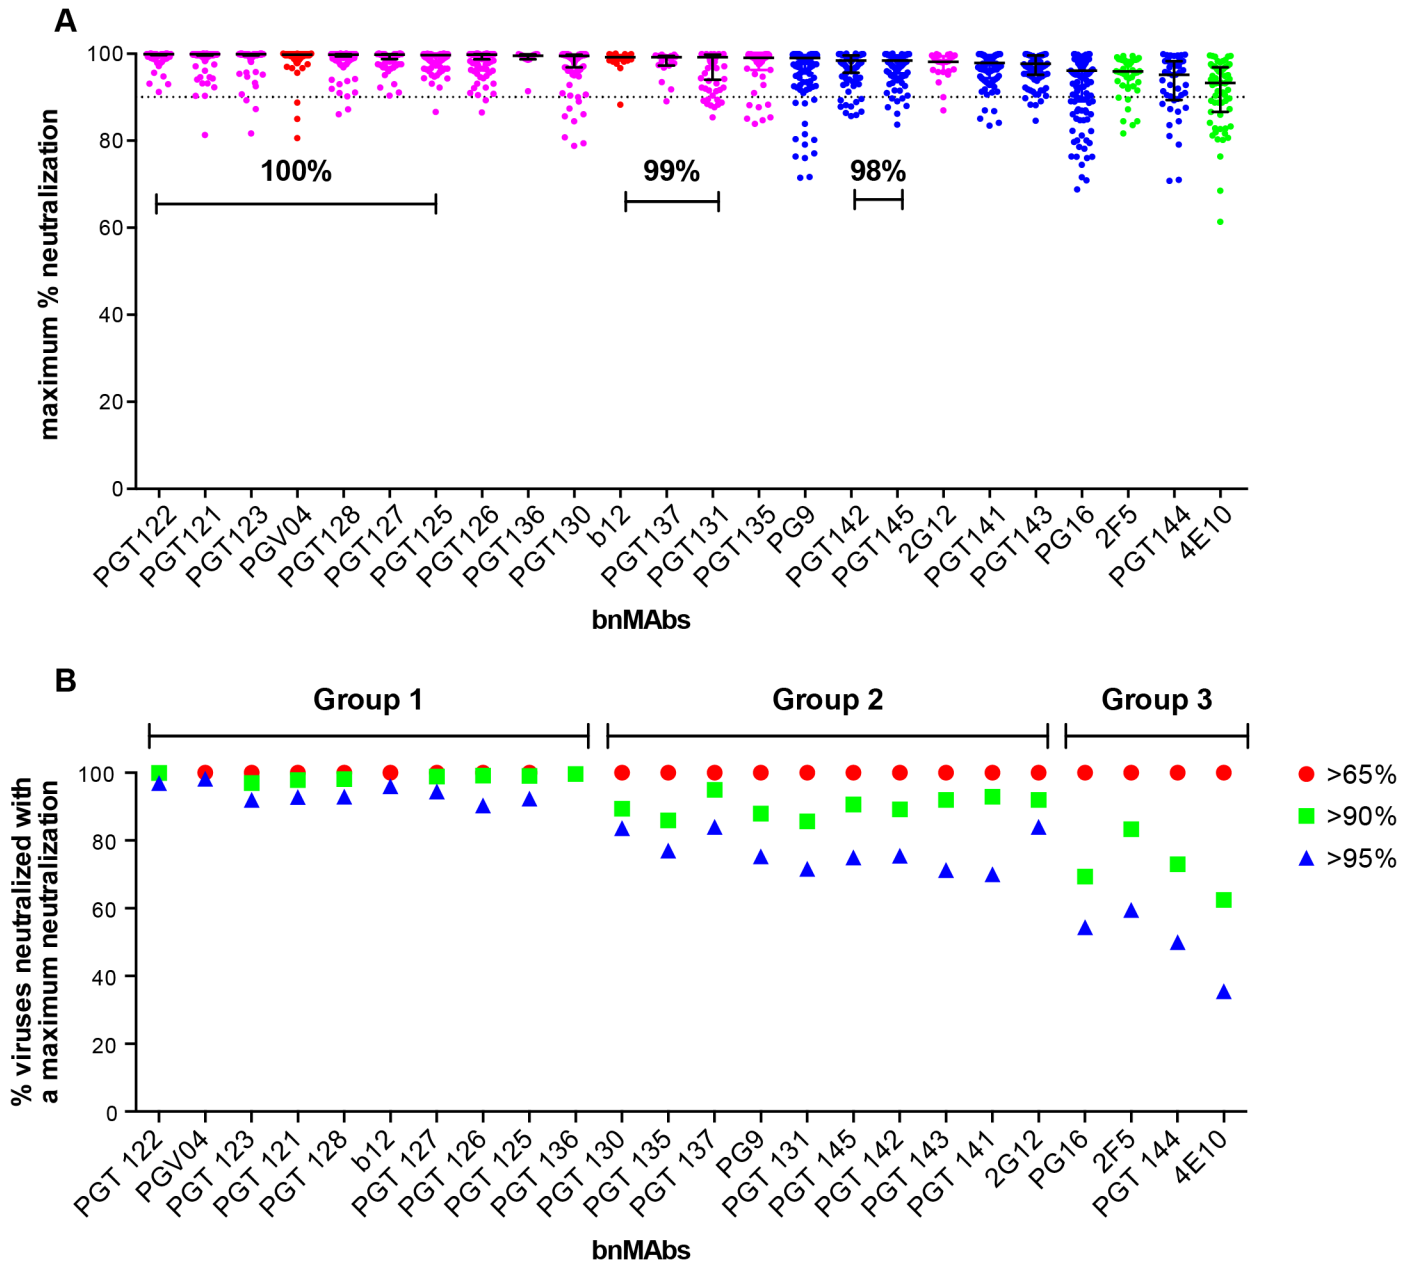 A
100
80
60
40
20
0
maximum % neutralization
100%
99%
98%
PGT122
PGT121
PGT123
PGV04
PGT128
PGT127
PGT125
PGT126
PGT136
PGT130
b12
PGT137
PGT131
PGT135
PG9
PGT142
PGT145
2G12
PGT141
PGT143
PG16
2F5
PGT144
4E10
bnMAbs
B
Group 1
Group 2
Group 3
100
80
60
40
20
0
% viruses neutralized with
a maximum neutralization
>65%
>90%
>95%
PGT 122
PGV04
PGT 123
PGT 121
PGT 128
b12
PGT 127
PGT 126
PGT 125
PGT 136
PGT 130
PGT 135
PGT 137
PG9
PGT 131
PGT 145
PGT 142
PGT 143
PGT 141
2G12
PG16
2F5
PGT 144
4E10
bnMAbs